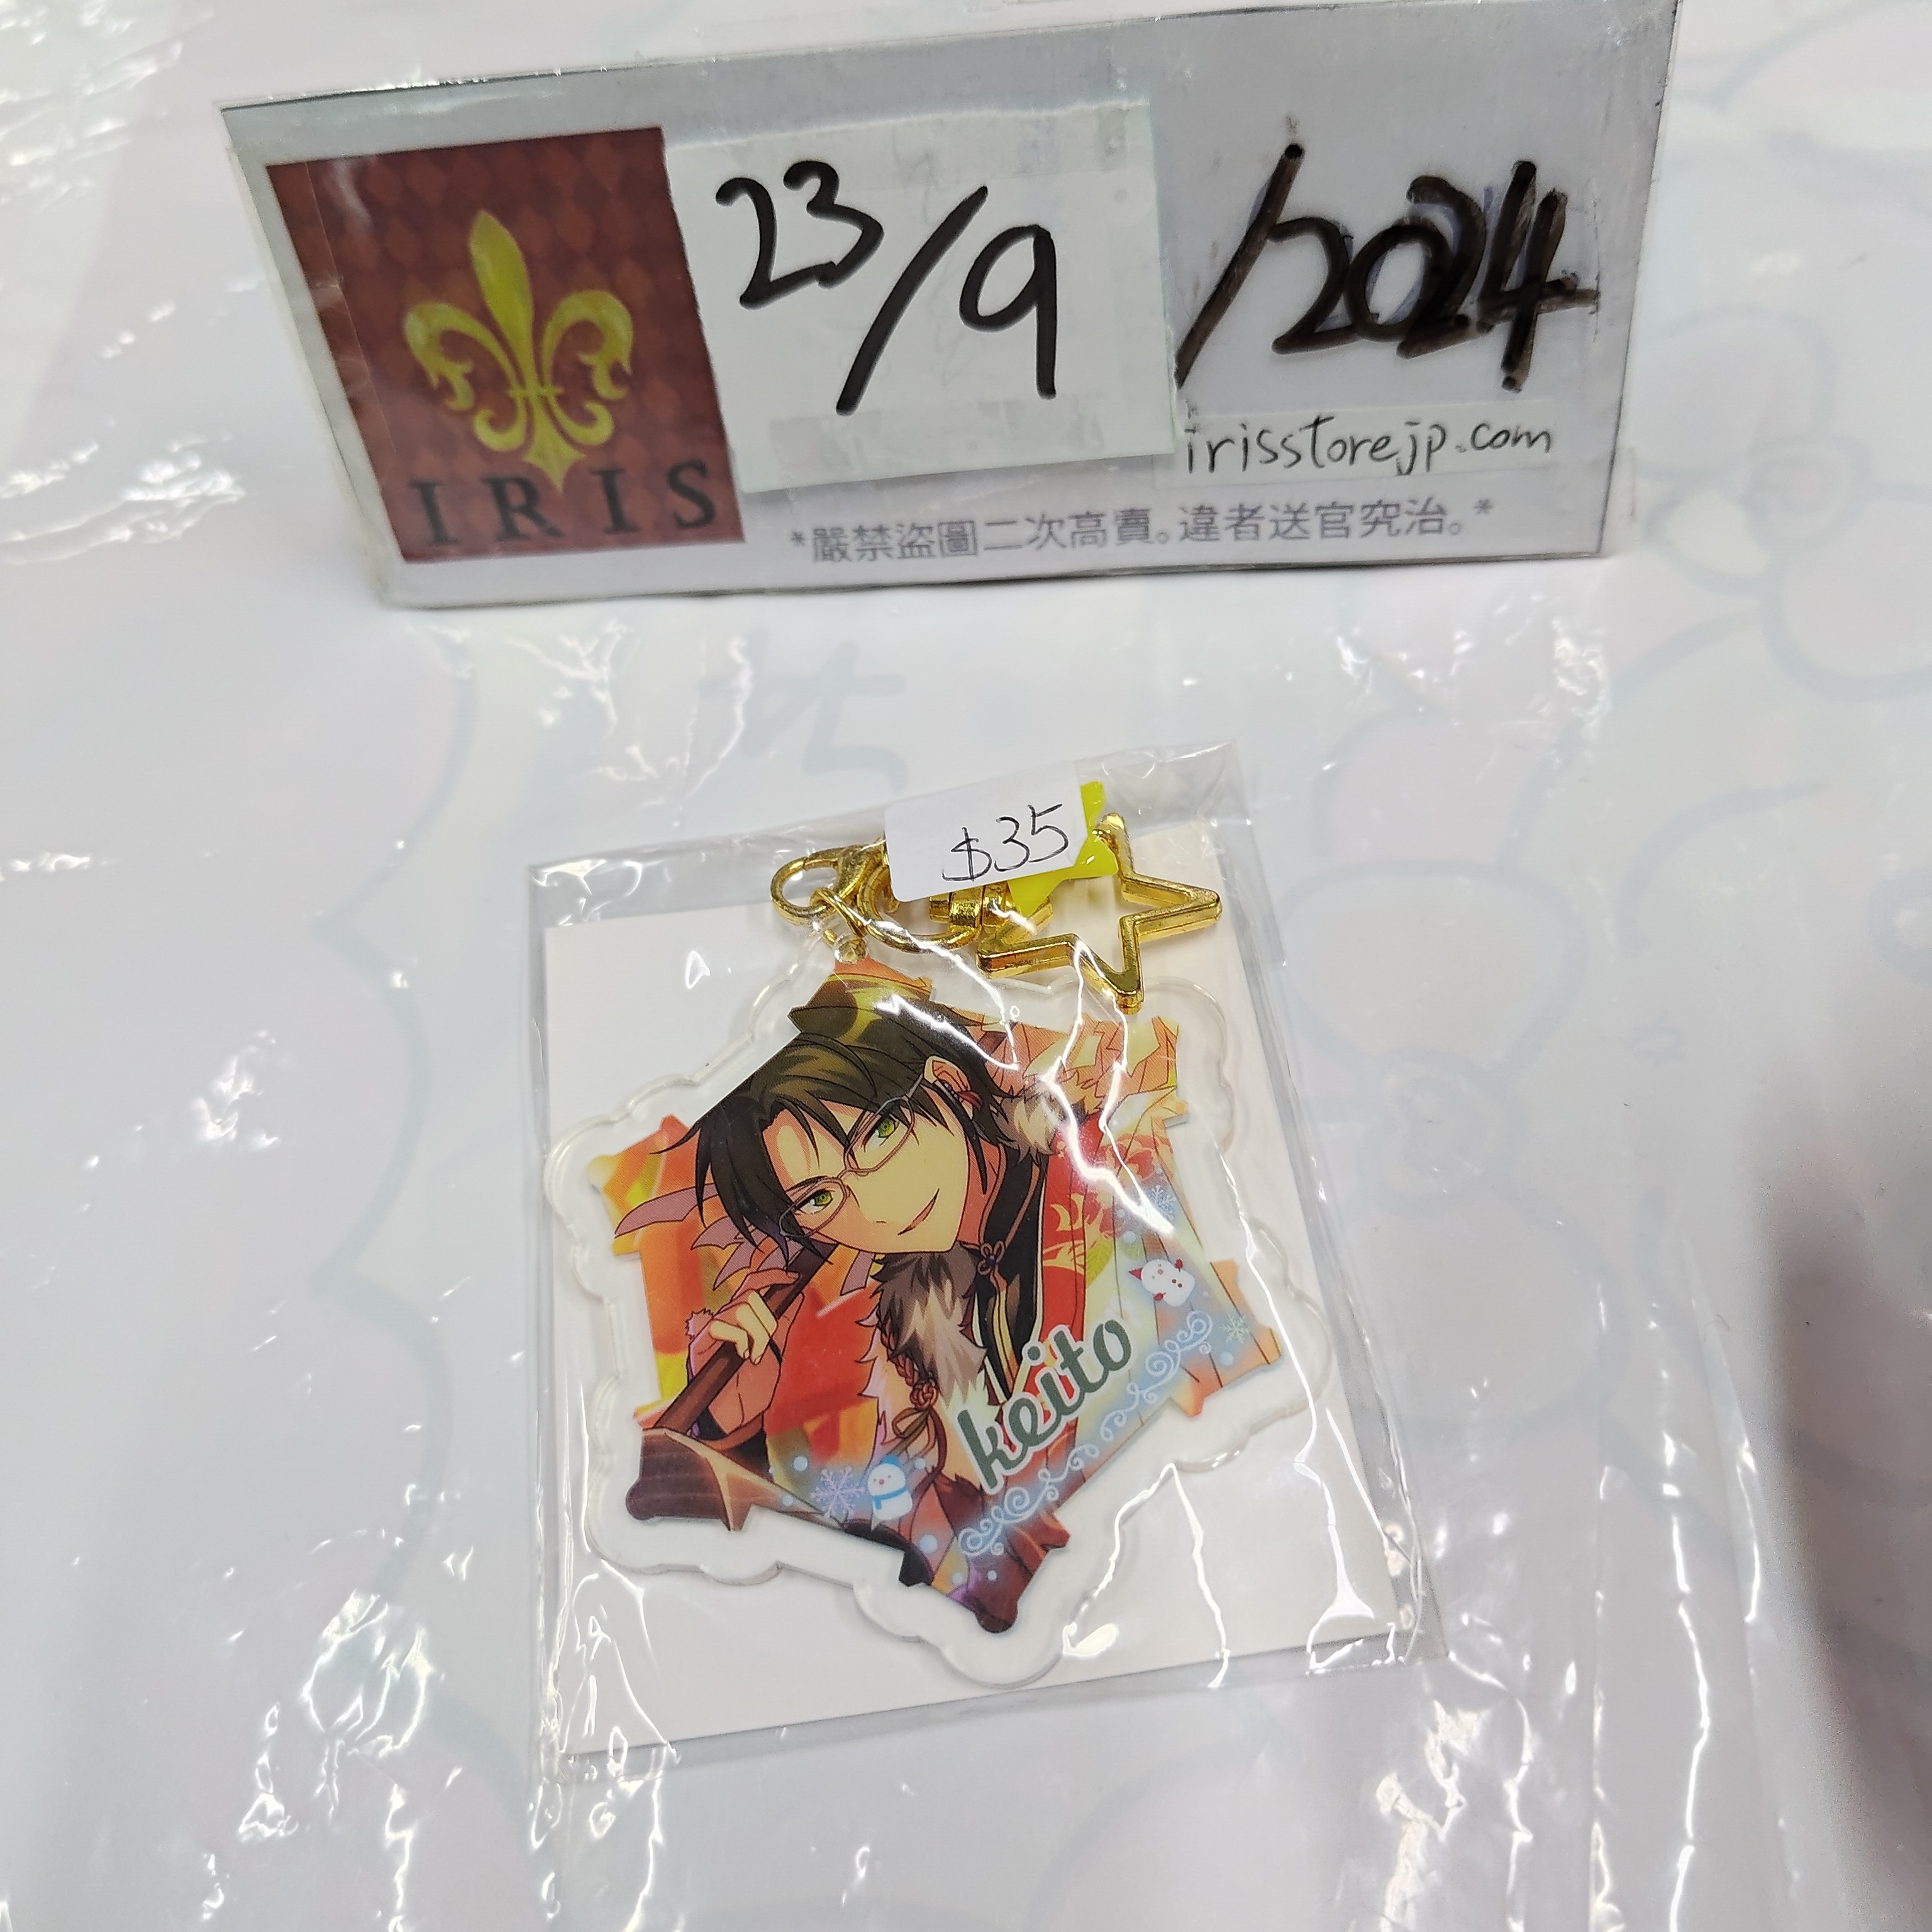 23/9/2024
IRIS
irisstorejp.com
*嚴禁盜圖二次高賣。違者送官究治。*
$35
keito